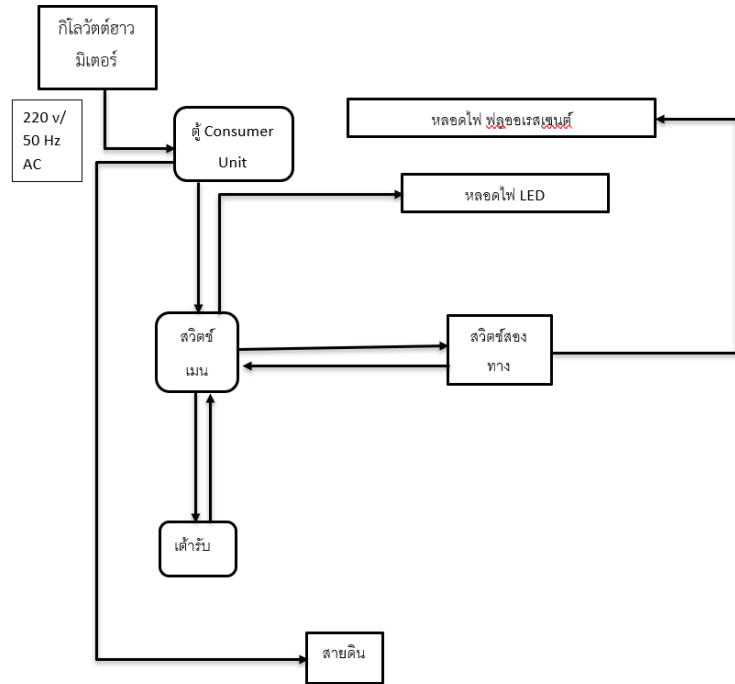 กิโลวัตต์ฮาว
มิเตอร์
220 v/
50 Hz
AC
ตู้ Consumer
Unit
หลอดไฟ ฟลูออเรสเซนต์
หลอดไฟ LED
สวิตช์
เมน
สวิตช์สอง
ทาง
เต้ารับ
สายดิน